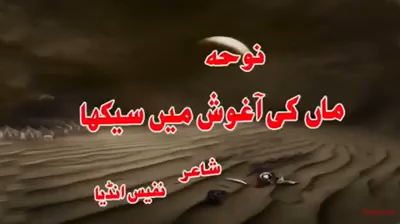 نوحہ
ماں کی آغوش میں سیکھا
شاعر
نفیس انڈیا